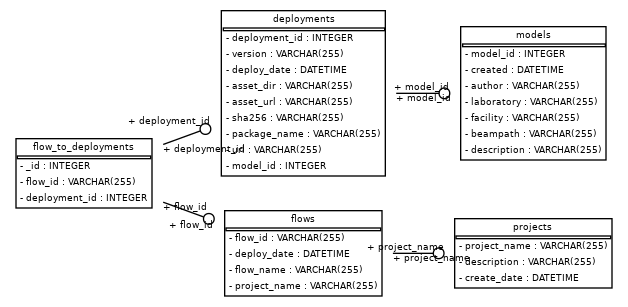 deployments
- deployment_id : INTEGER
- version : VARCHAR(255)
- deploy_date : DATETIME
- asset_dir : VARCHAR(255)
- asset_url : VARCHAR(255)
- sha256 : VARCHAR(255)
- package_name : VARCHAR(255)
- url : VARCHAR(255)
- model_id : INTEGER
models
- model_id : INTEGER
- created : DATETIME
- author : VARCHAR(255)
- laboratory : VARCHAR(255)
- facility : VARCHAR(255)
- beampath : VARCHAR(255)
- description : VARCHAR(255)
+ model_id
+ model_id
flow_to_deployments
- _id : INTEGER
- flow_id : VARCHAR(255)
- deployment_id : INTEGER
+ deployment_id
+ deployment_id
+ flow_id
+ flow_id
flows
- flow_id : VARCHAR(255)
- deploy_date : DATETIME
- flow_name : VARCHAR(255)
- project_name : VARCHAR(255)
+ project_name
+ project_name
projects
- project_name : VARCHAR(255)
- description : VARCHAR(255)
- create_date : DATETIME